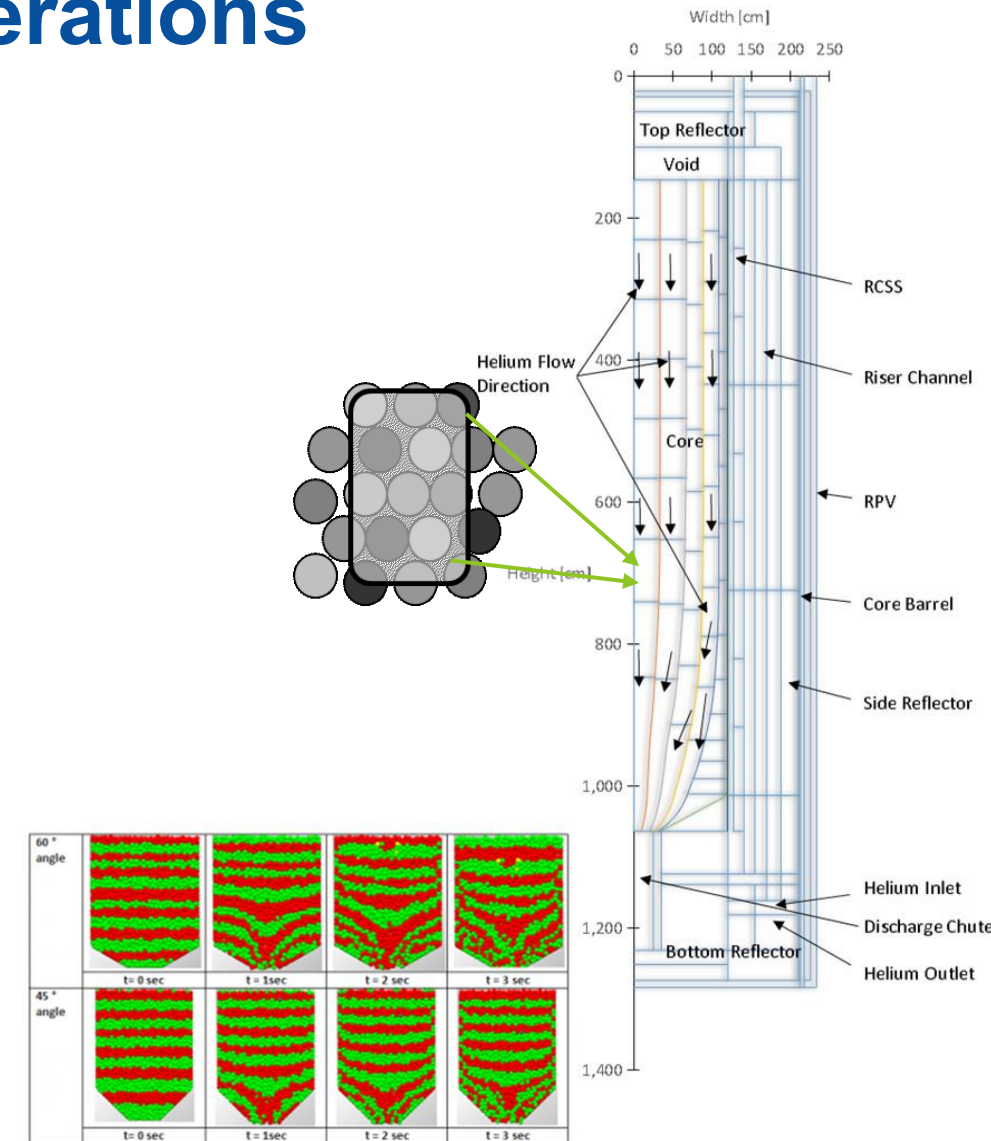 erations
Width [cm]
0 50 100 150 200 250
0
Top Reflector
Void
200
RCSS
Helium Flow
Direction
400
Riser Channel
Core
600
RPV
Height [cm]
Core Barrel
800
Side Reflector
1,000
Helium Inlet
Discharge Chute
1,200
Bottom Reflector
Helium Outlet
1,400
60 °
angle
t= 0 sec t = 1sec t = 2 sec t = 3 sec
45 °
angle
t= 0 sec t = 1sec t = 2 sec t = 3 sec